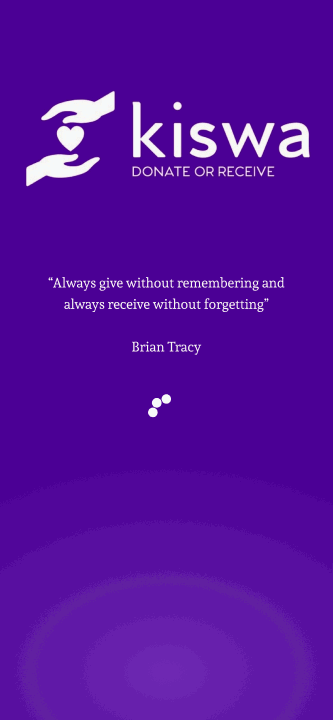 kiswa
DONATE OR RECEIVE
“Always give without remembering and
always receive without forgetting”
Brian Tracy